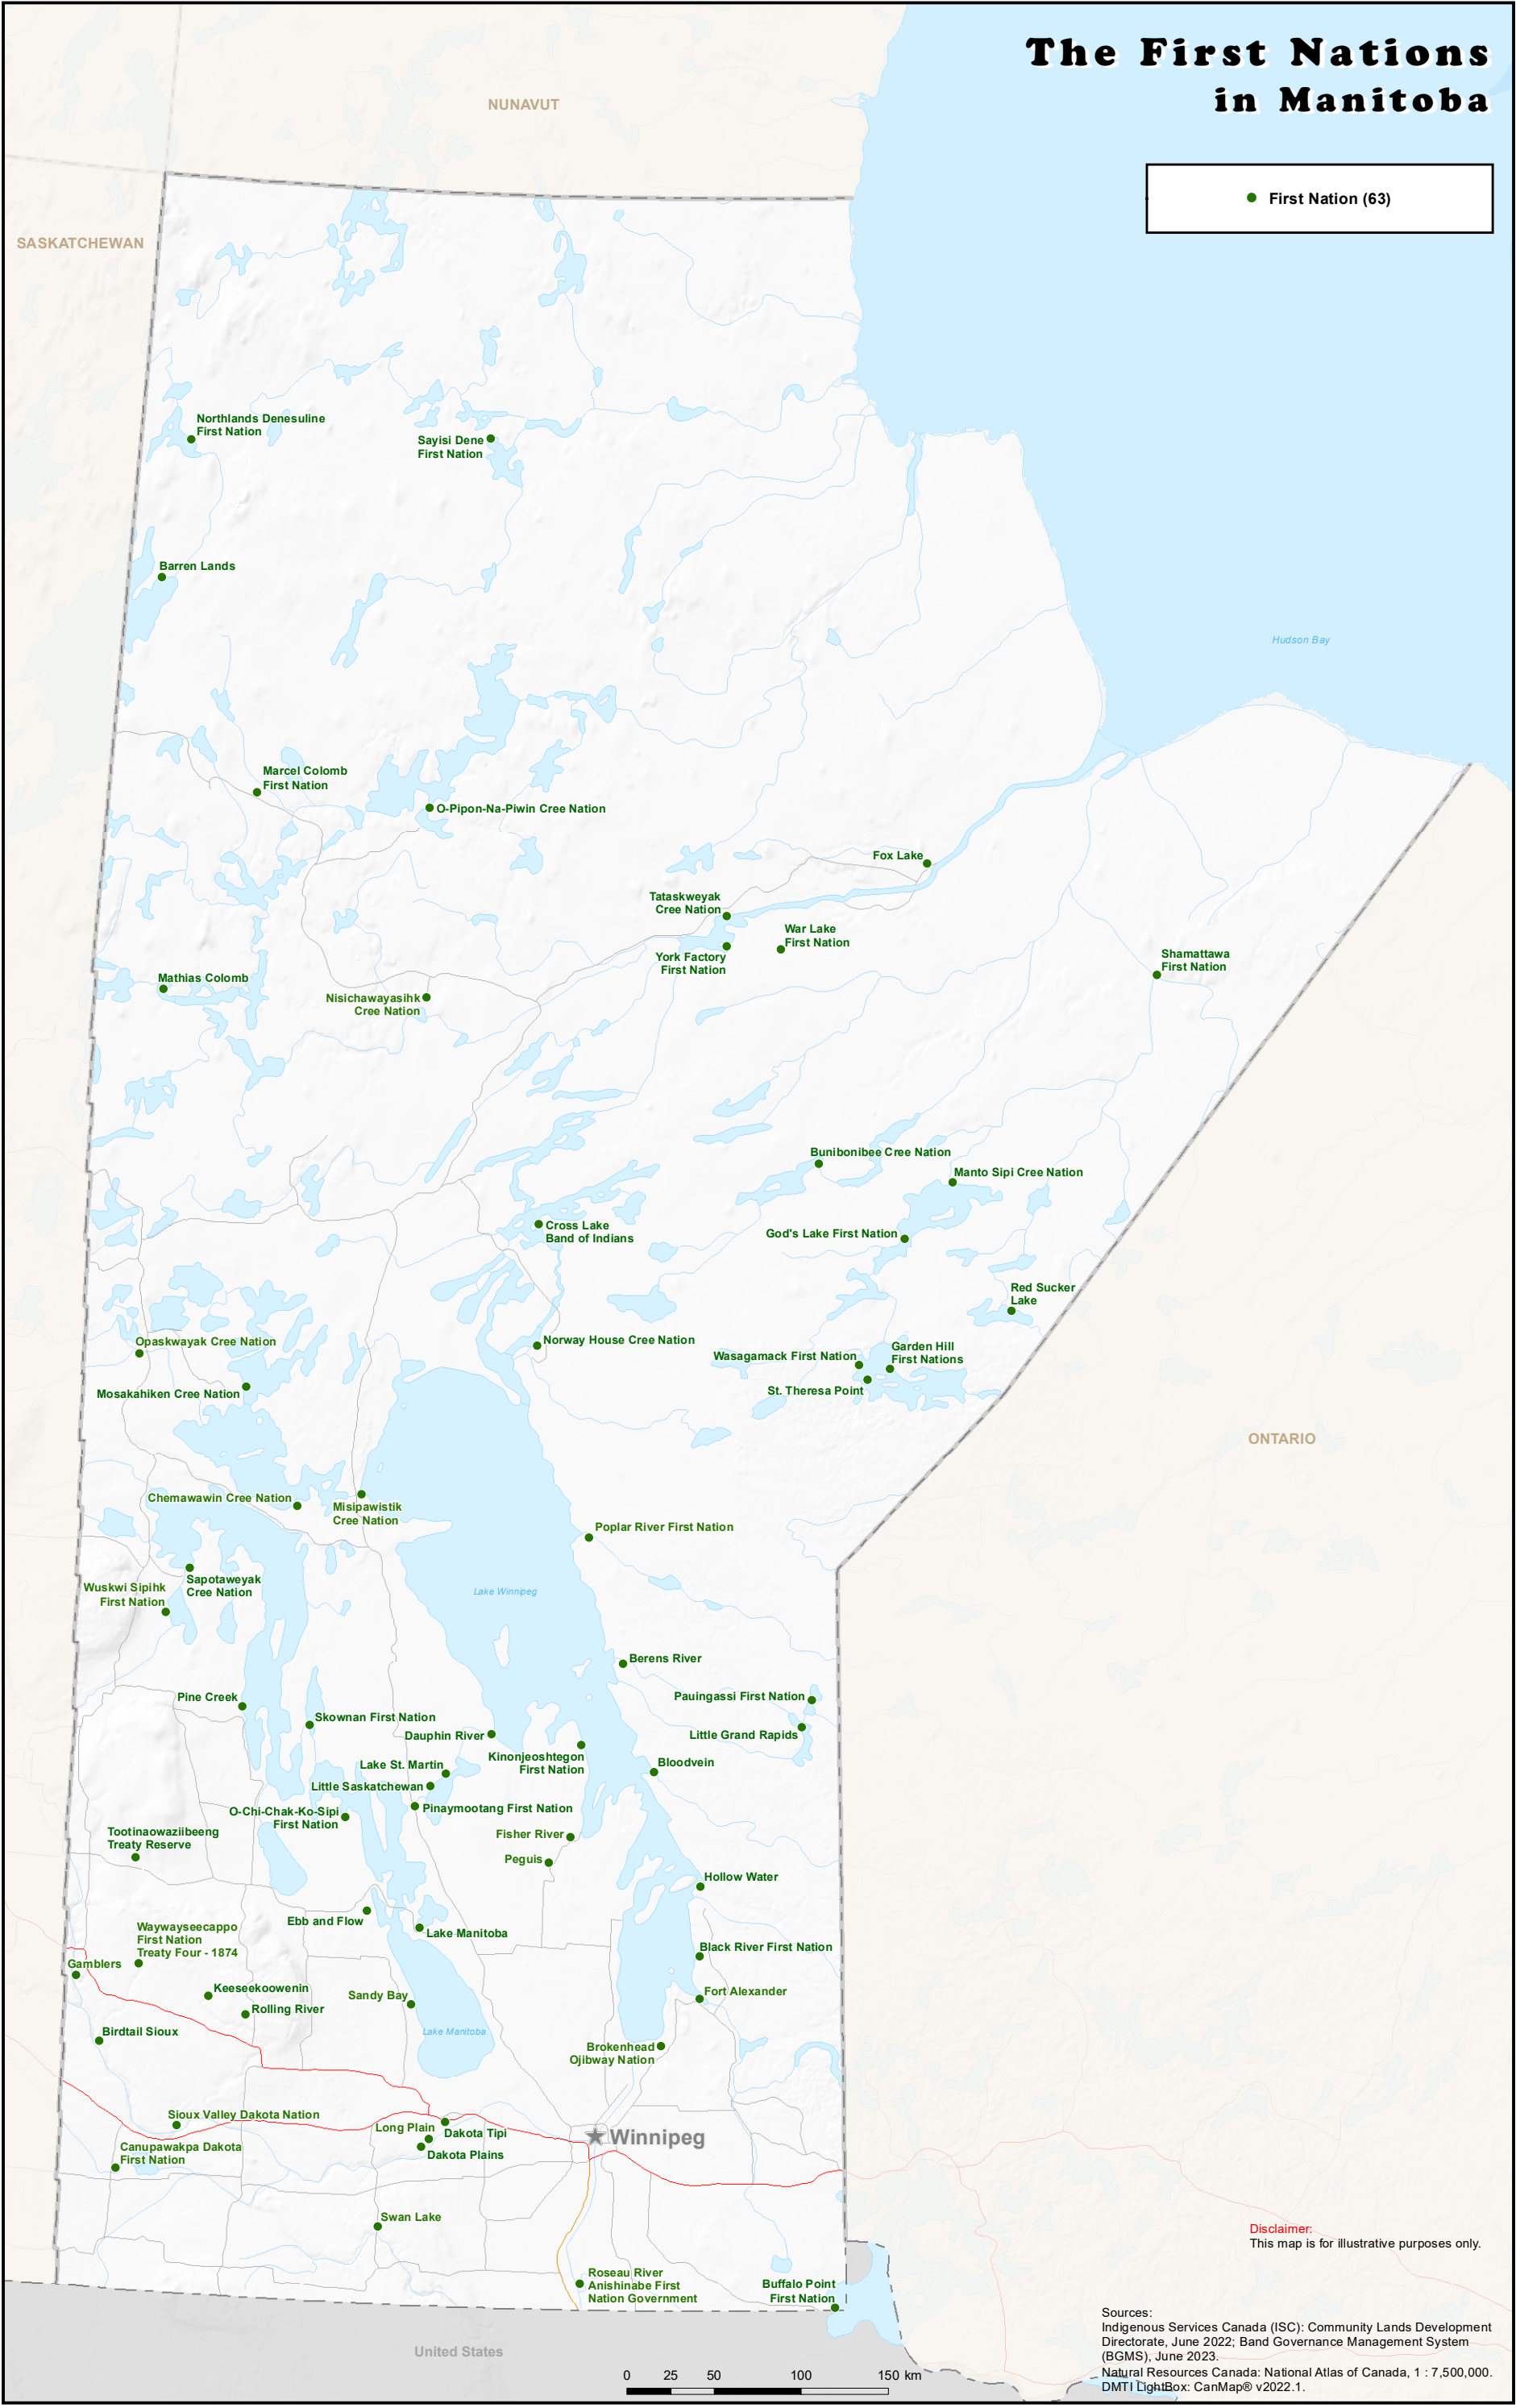 The First Nations
in Manitoba
First Nation (63)
NUNAVUT
SASKATCHEWAN
Northlands Denesuline
First Nation
Sayisi Dene
First Nation
Barren Lands
Hudson Bay
Marcel Colomb
First Nation
O-Pipon-Na-Piwin Cree Nation
Fox Lake
Tataskweyak
Cree Nation
War Lake
First Nation
York Factory
First Nation
Shamattawa
First Nation
Mathias Colomb
Nisichawayasihk
Cree Nation
Bunibonibee Cree Nation
Manto Sipi Cree Nation
Cross Lake
Band of Indians
God's Lake First Nation
Red Sucker
Lake
Opaskwayak Cree Nation
Norway House Cree Nation
Wasagamack First Nation
Garden Hill
First Nations
St. Theresa Point
Mosakahiken Cree Nation
ONTARIO
Chemawawin Cree Nation
Misipawistik
Cree Nation
Poplar River First Nation
Sapotaweyak
Cree Nation
Wuskwi Sipihk
First Nation
Lake Winnipeg
Berens River
Pine Creek
Pauingassi First Nation
Skownan First Nation
Dauphin River
Little Grand Rapids
Kinonjeoshtegon
First Nation
Bloodvein
Lake St. Martin
Little Saskatchewan
O-Chi-Chak-Ko-Sipi
First Nation
Pinaymootang First Nation
Tootinaowaziibeeng
Treaty Reserve
Fisher River
Peguis
Hollow Water
Ebb and Flow
Lake Manitoba
Waywayseecappo
First Nation
Treaty Four - 1874
Black River First Nation
Gamblers
Keeseekoowenin
Sandy Bay
Fort Alexander
Rolling River
Birdtail Sioux
Lake Manitoba
Brokenhead
Ojibway Nation
Sioux Valley Dakota Nation
Long Plain
Dakota Tipi
Winnipeg
Canupawakpa Dakota
First Nation
Dakota Plains
Swan Lake
Disclaimer:
This map is for illustrative purposes only.
Roseau River
Anishinabe First
Nation Government
Buffalo Point
First Nation
United States
0 25 50 100 150 km
Sources:
Indigenous Services Canada (ISC): Community Lands Development
Directorate, June 2022; Band Governance Management System
(BGMS), June 2023.
Natural Resources Canada: National Atlas of Canada, 1 : 7,500,000.
DMTI LightBox: CanMap® v2022.1.